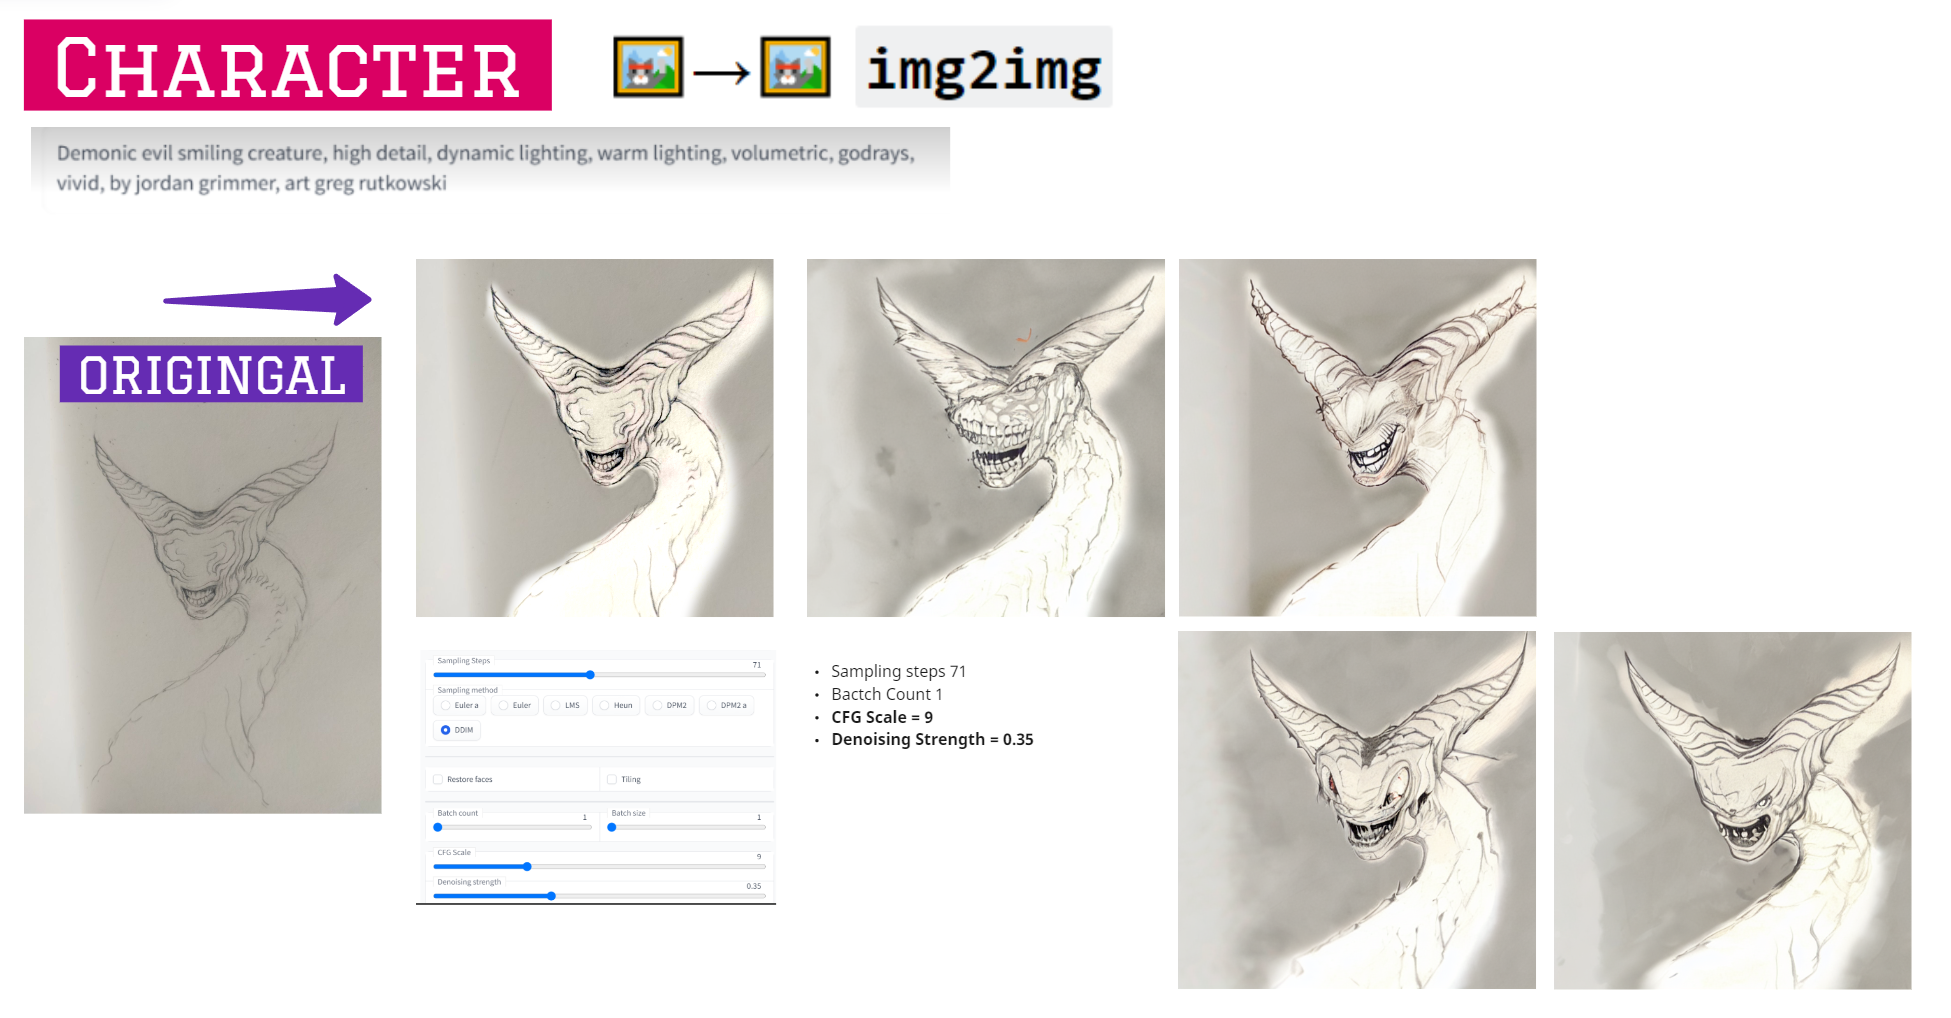 CHARACTER
img2img
Demonic evil smiling creature, high detail, dynamic lighting, warm lighting, volumetric, godrays,
vivid, by jordan grimmer, art greg rutkowski
ORIGINGAL
Sampling Steps
71
Sampling method
Euler a
Euler
LMS
Heun
DPM2
DPM2 a
DDIM
Restore faces
Tiling
Batch count
1
Batch size
1
CFG Scale
9
Denoising strength
0.35
• Sampling steps 71
• Bactch Count 1
• CFG Scale = 9
• Denoising Strength = 0.35